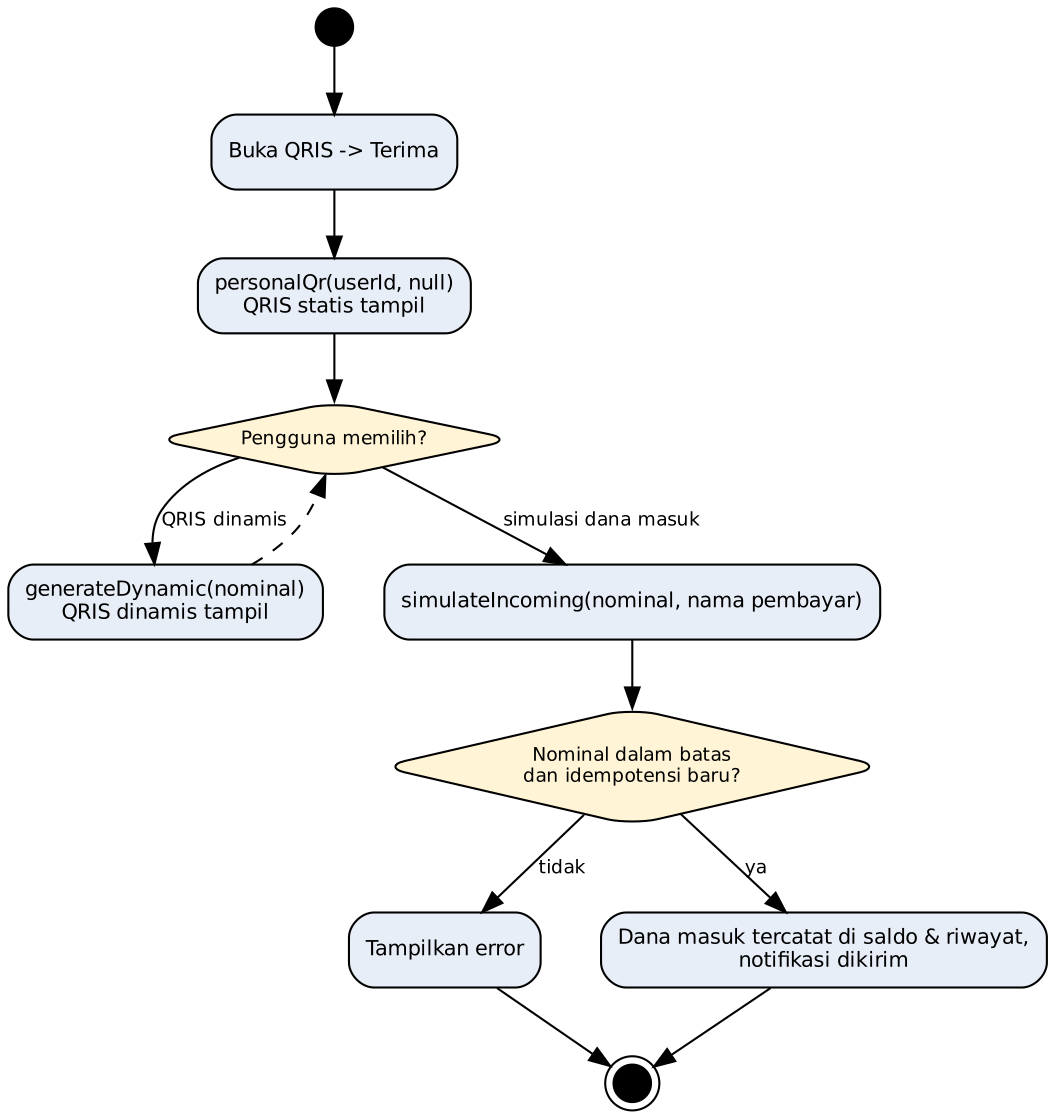 Buka QRIS -> Terima
personalQr(userId, null)
QRIS statis tampil
Pengguna memilih?
QRIS dinamis
simulasi dana masuk
generateDynamic(nominal)
QRIS dinamis tampil
simulateIncoming(nominal, nama pembayar)
Nominal dalam batas
dan idempotensi baru?
tidak
ya
Tampilkan error
Dana masuk tercatat di saldo & riwayat,
notifikasi dikirim